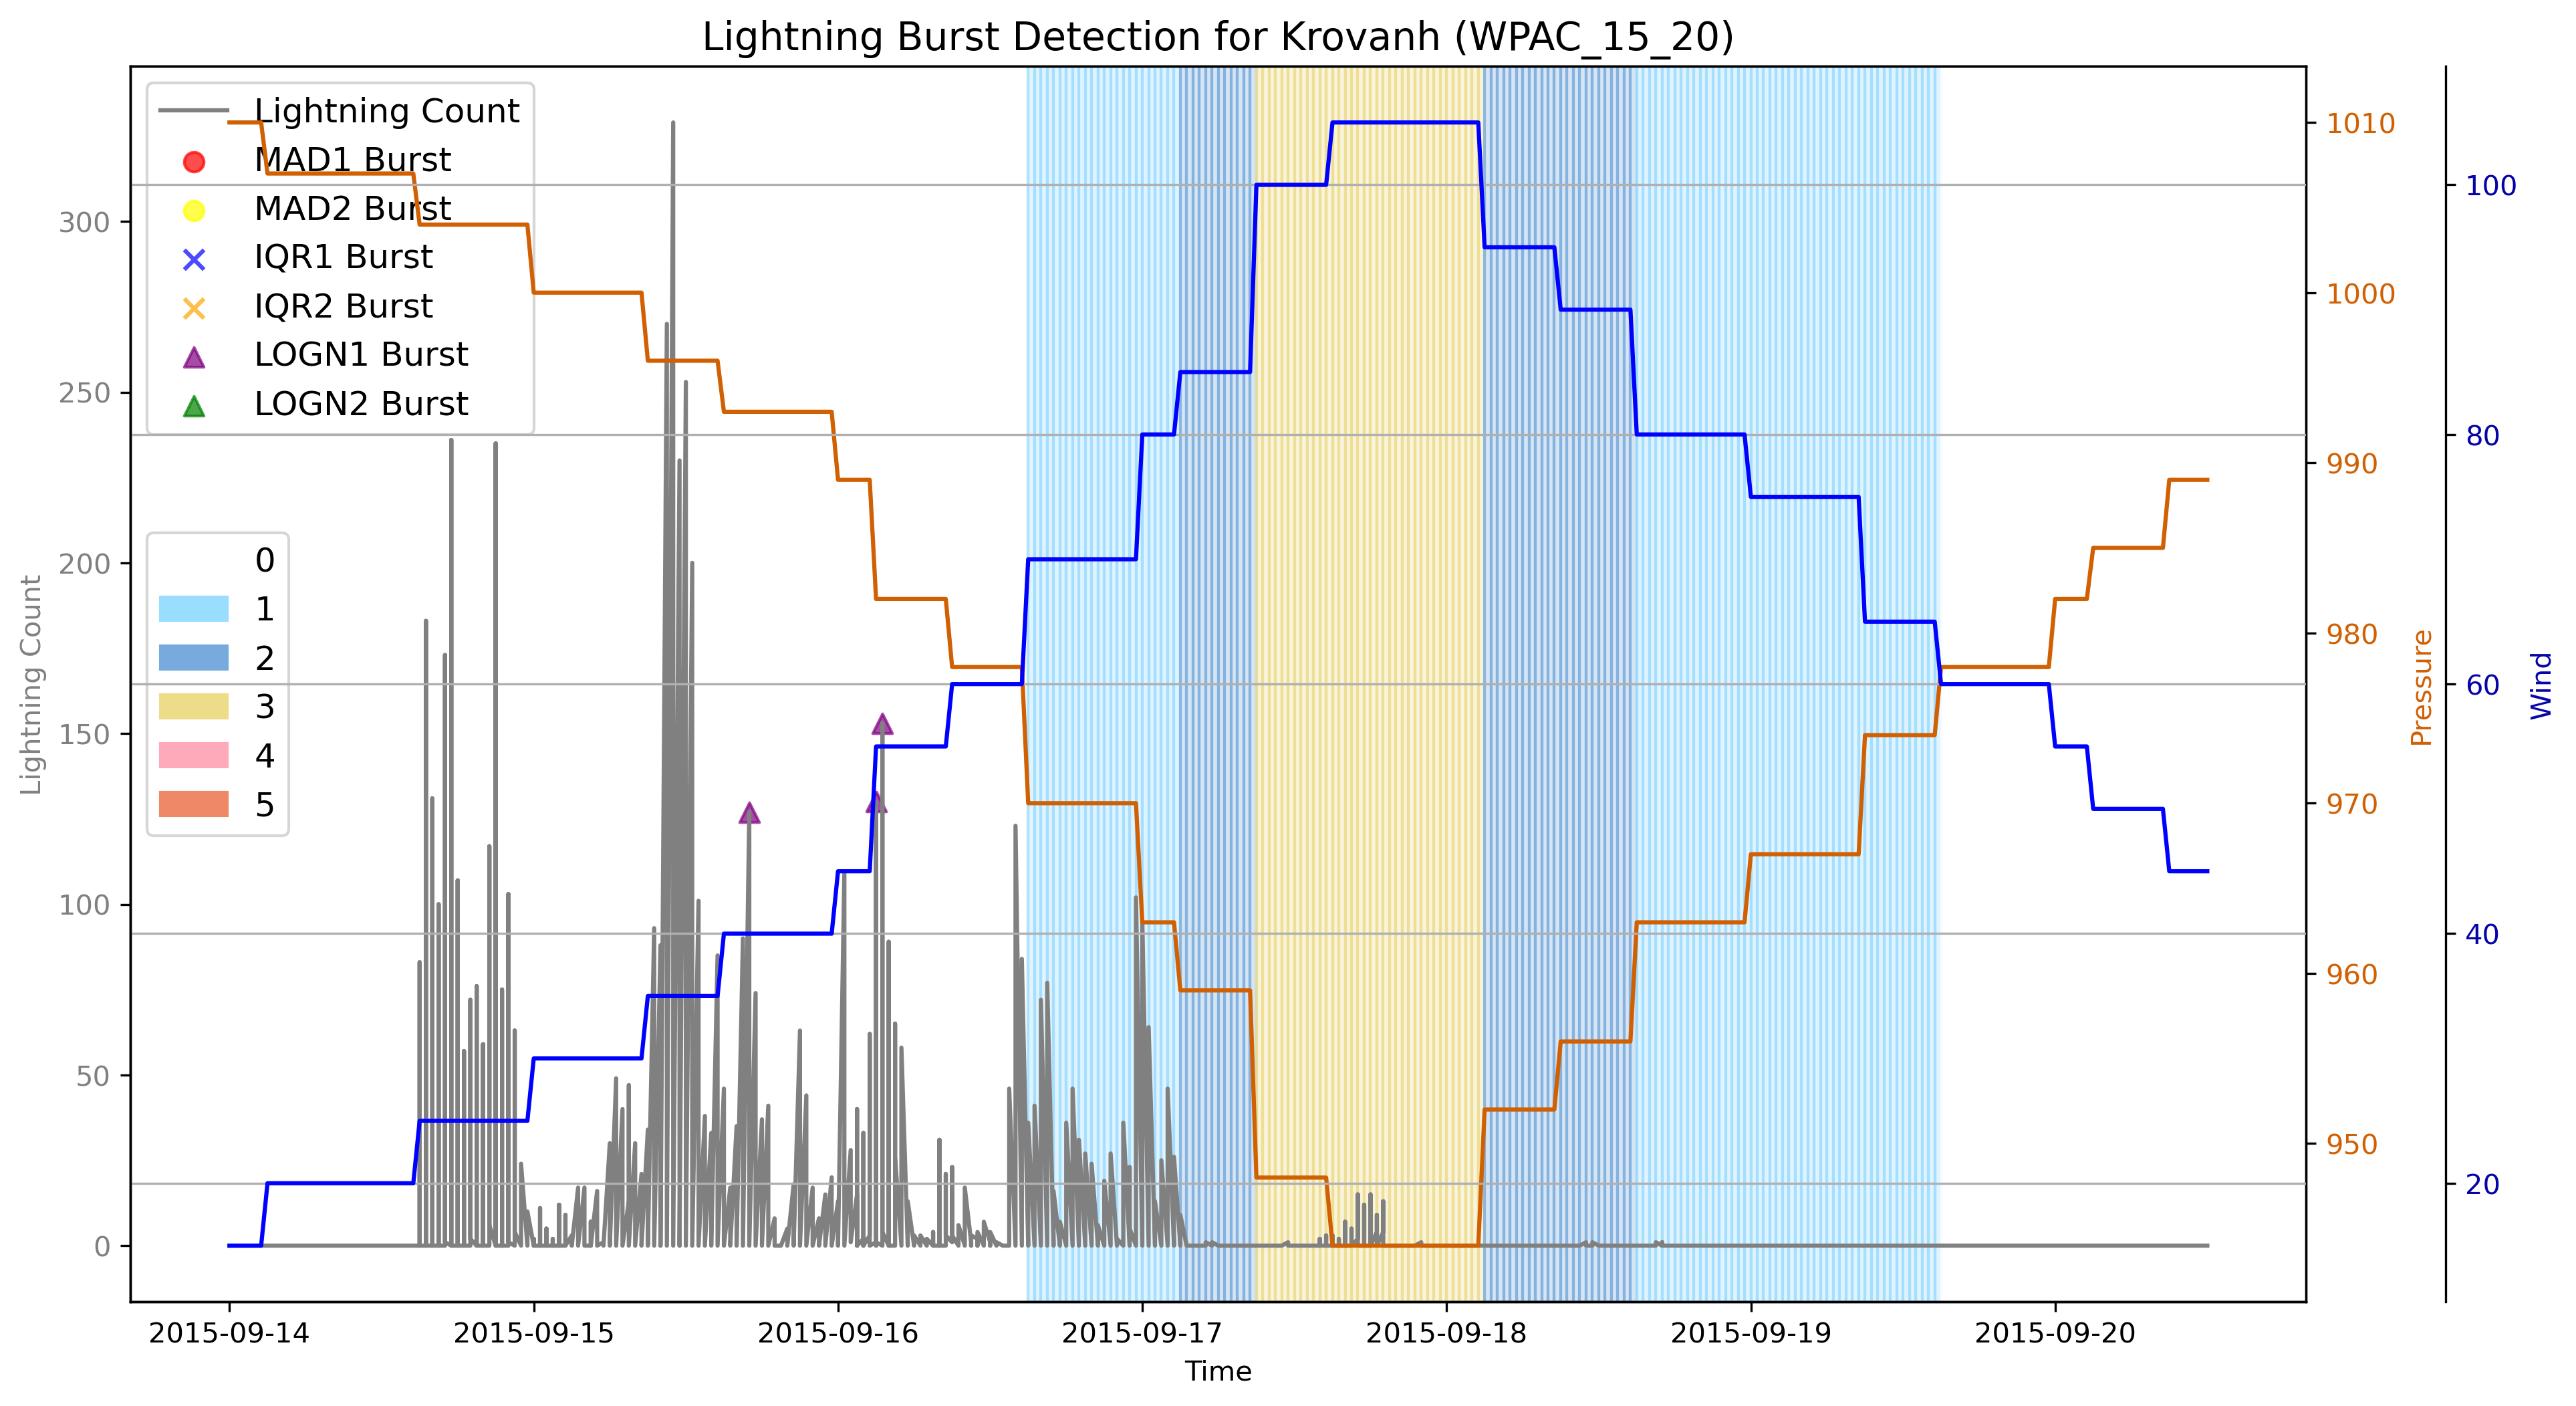 Lightning Burst Detection for Krovanh (WPAC_15_20)
Lightning Count
MAD1 Burst
MAD2 Burst
IQR1 Burst
IQR2 Burst
LOGN1 Burst
LOGN2 Burst
0
1
2
3
4
5
300
250
200
150
100
50
0
Lightning Count
1010
1000
990
980
970
960
950
Pressure
100
80
60
40
20
Wind
2015-09-14
2015-09-15
2015-09-16
2015-09-17
2015-09-18
2015-09-19
2015-09-20
Time